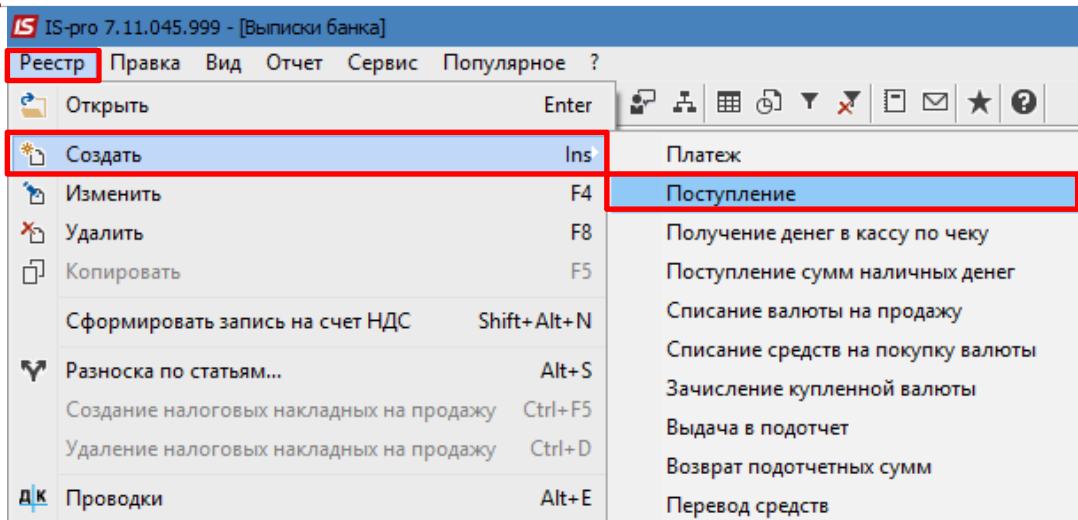 IS IS-pro 7.11.045.999 - [Выписки банка]
Реестр Правка Вид Отчет Сервис Популярное ?
Открыть Enter
Создать Ins
Изменить F4
Удалить F8
Копировать F5
Сформировать запись на счет НДС Shift+Alt+N
Разноска по статьям... Alt+S
Создание налоговых накладных на продажу Ctrl+F5
Удаление налоговых накладных на продажу Ctrl+D
Д К Проводки Alt+E
Платеж
Поступление
Получение денег в кассу по чеку
Поступление сумм наличных денег
Списание валюты на продажу
Списание средств на покупку валюты
Зачисление купленной валюты
Выдача в подотчет
Возврат подотчетных сумм
Перевод средств